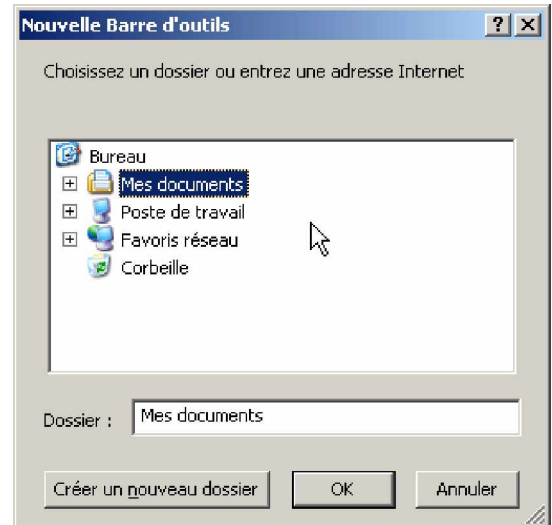 Nouvelle Barre d'outils
Choisissez un dossier ou entrez une adresse Internet
Bureau
Mes documents
Poste de travail
Favoris réseau
Corbeille
Dossier : Mes documents
Créer un nouveau dossier OK Annuler